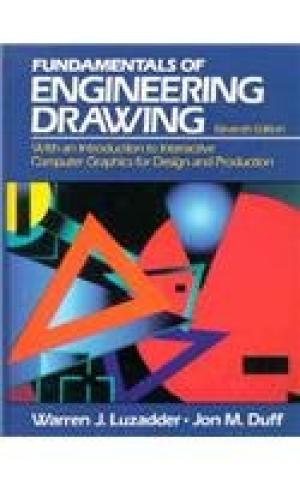 FUNDAMENTALS OF
ENGINEERING
DRAWING Eleventh Edition
With an Introduction to Interactive
Computer Graphics for Design and Production
Warren J. Luzadder • Jon M. Duff